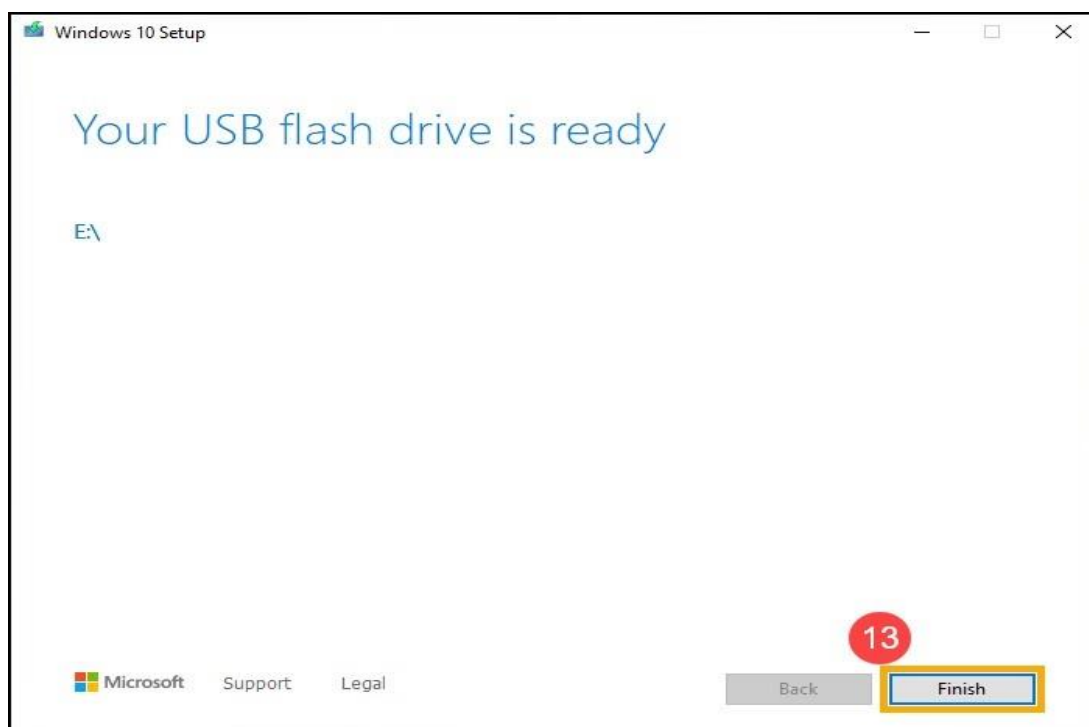 Windows 10 Setup
Your USB flash drive is ready
E:\
13
Microsoft Support Legal Back Finish